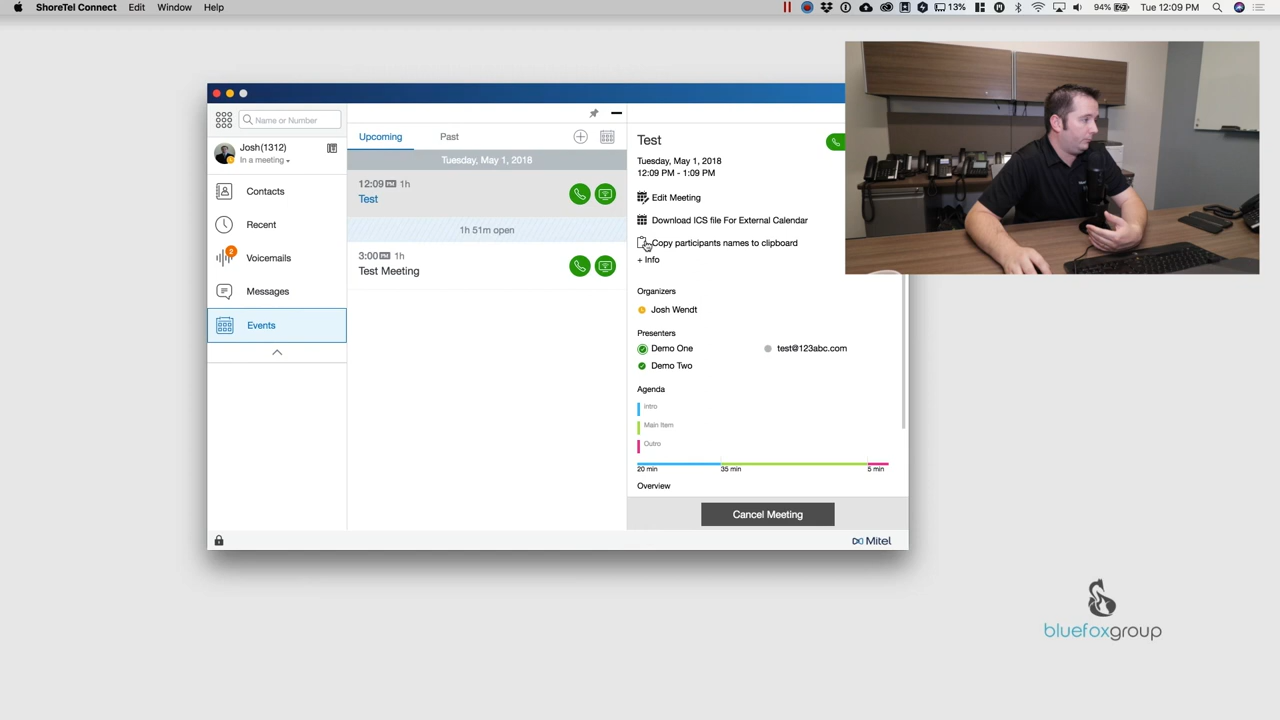 ShoreTel Connect Edit Window Help
13% 94% Tue 12:09 PM
Name or Number
Josh(1312)
In a meeting
Contacts
Recent
2
Voicemails
Messages
Events
Upcoming Past
Tuesday, May 1, 2018
12:09 PM 1h
Test
1h 51m open
3:00 PM 1h
Test Meeting
Test
Tuesday, May 1, 2018
12:09 PM - 1:09 PM
Edit Meeting
Download ICS file For External Calendar
Copy participants names to clipboard
+ Info
Organizers
Josh Wendt
Presenters
Demo One test@123abc.com
Demo Two
Agenda
Intro
Main Item
Outro
20 min 35 min 5 min
Overview
Cancel Meeting
Mitel
bluefoxgroup